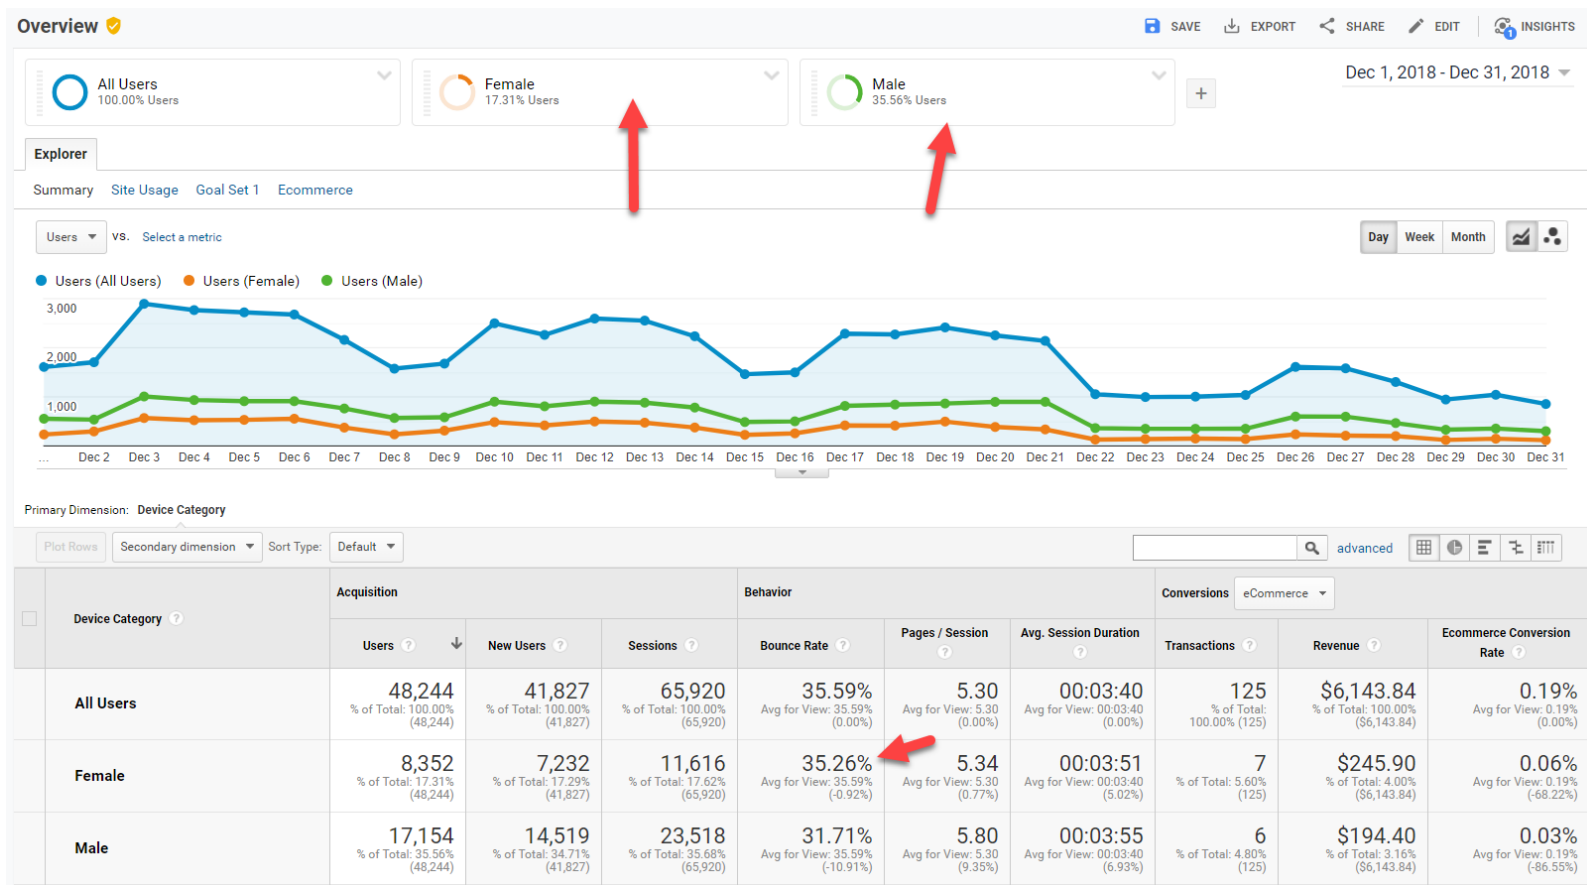 Overview
SAVE EXPORT SHARE EDIT INSIGHTS
1
All Users
100.00% Users
Female
17.31% Users
Male
35.56% Users
+
Dec 1, 2018 - Dec 31, 2018
Explorer
Summary Site Usage Goal Set 1 Ecommerce
Users VS. Select a metric
Day Week Month
Users (All Users) Users (Female) Users (Male)
3,000
2,000
1,000
... Dec 2 Dec 3 Dec 4 Dec 5 Dec 6 Dec 7 Dec 8 Dec 9 Dec 10 Dec 11 Dec 12 Dec 13 Dec 14 Dec 15 Dec 16 Dec 17 Dec 18 Dec 19 Dec 20 Dec 21 Dec 22 Dec 23 Dec 24 Dec 25 Dec 26 Dec 27 Dec 28 Dec 29 Dec 30 Dec 31
Primary Dimension: Device Category
Plot Rows Secondary dimension Sort Type: Default advanced
Device Category ?
Acquisition Behavior Conversions eCommerce
Users ? New Users ? Sessions ? Bounce Rate ? Pages / Session ? Avg. Session Duration ? Transactions ? Revenue ? Ecommerce Conversion Rate ?
All Users
48,244 41,827 65,920 35.59% 5.30 00:03:40 125 $6,143.84 0.19%
% of Total: 100.00% % of Total: 100.00% % of Total: 100.00% Avg for View: 35.59% Avg for View: 5.30 Avg for View: 00:03:40 % of Total: % of Total: 100.00% Avg for View: 0.19%
(48,244) (41,827) (65,920) (0.00%) (0.00%) (0.00%) 100.00% (125) ($6,143.84) (0.00%)
Female
8,352 7,232 11,616 35.26% 5.34 00:03:51 7 $245.90 0.06%
% of Total: 17.31% % of Total: 17.29% % of Total: 17.62% Avg for View: 35.59% Avg for View: 5.30 Avg for View: 00:03:40 % of Total: 5.60% % of Total: 4.00% Avg for View: 0.19%
(48,244) (41,827) (65,920) (-0.92%) (0.77%) (5.02%) (125) ($6,143.84) (-68.22%)
Male
17,154 14,519 23,518 31.71% 5.80 00:03:55 6 $194.40 0.03%
% of Total: 35.56% % of Total: 34.71% % of Total: 35.68% Avg for View: 35.59% Avg for View: 5.30 Avg for View: 00:03:40 % of Total: 4.80% % of Total: 3.16% Avg for View: 0.19%
(48,244) (41,827) (65,920) (-10.91%) (9.35%) (6.93%) (125) ($6,143.84) (-86.55%)